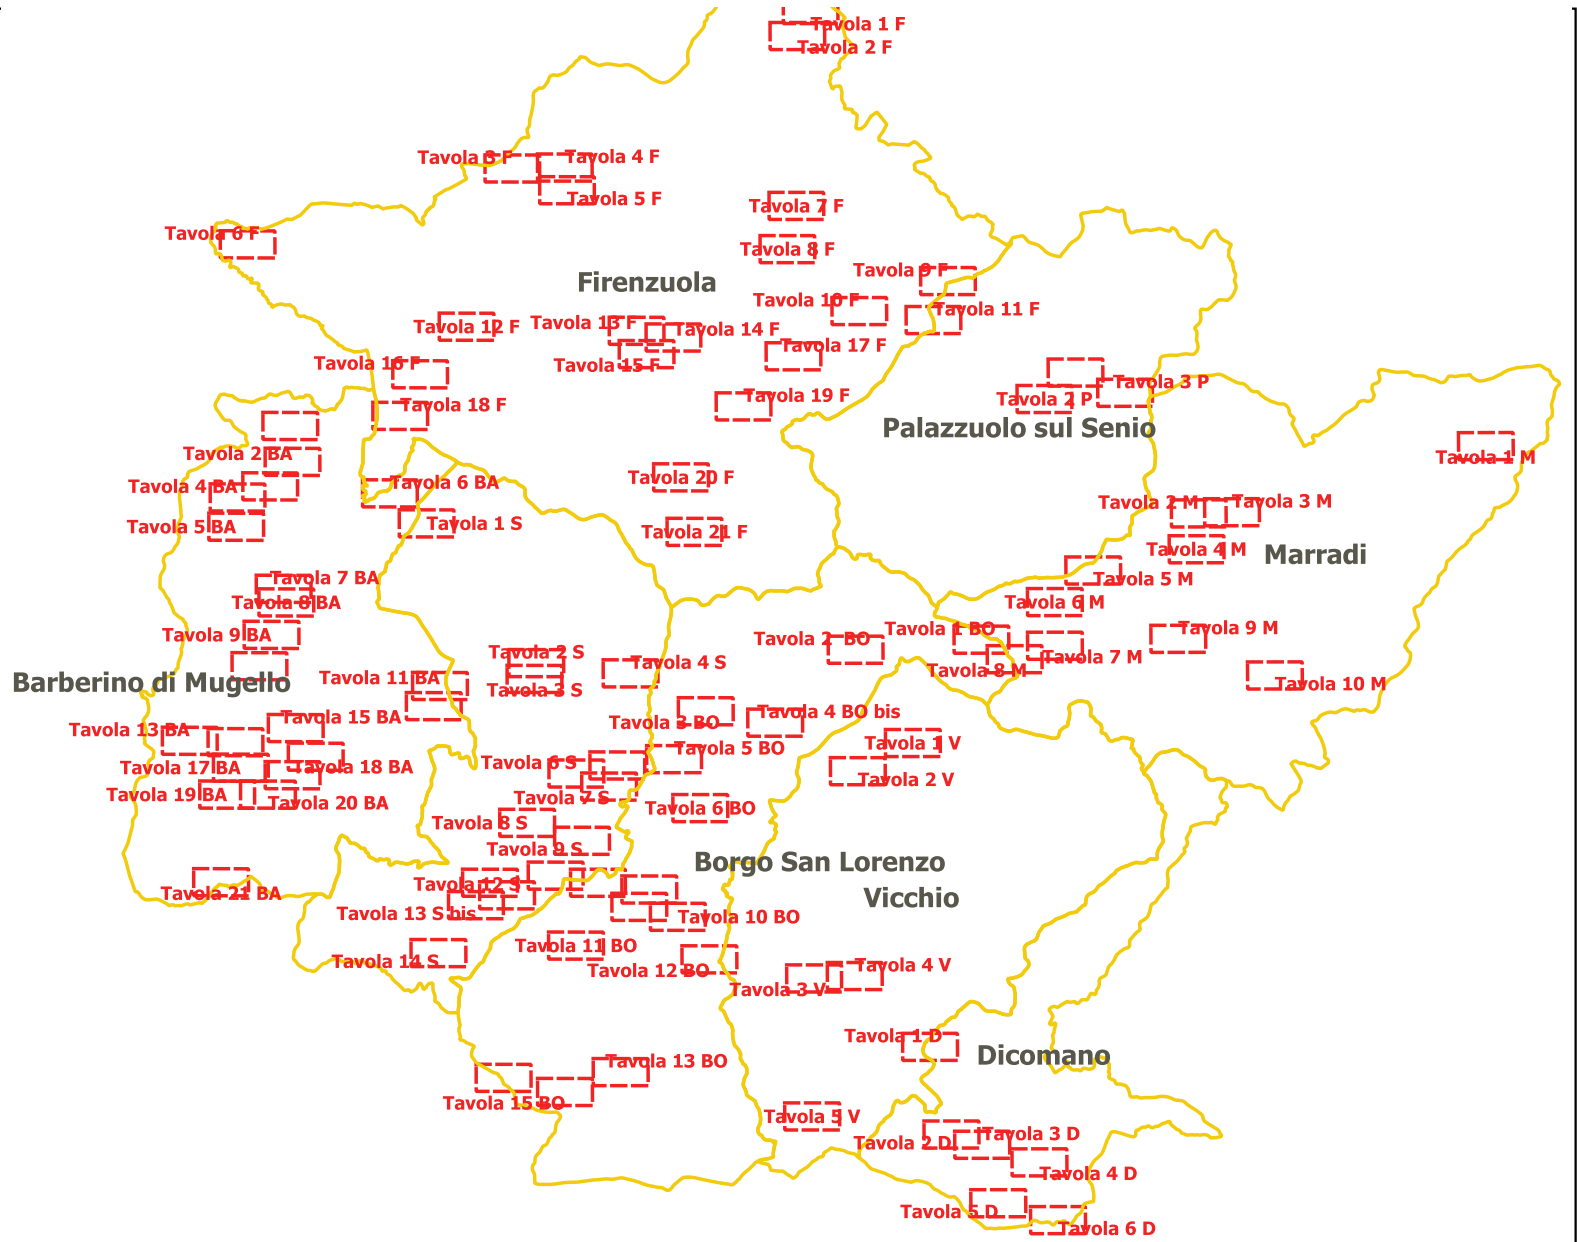 Tavola 1 F
Tavola 2 F
Tavola 3 F
Tavola 4 F
Tavola 5 F
Tavola 7 F
Tavola 6 F
Tavola 8 F
Tavola 9 F
Firenzuola
Tavola 10 F
Tavola 11 F
Tavola 12 F
Tavola 13 F
Tavola 14 F
Tavola 17 F
Tavola 16 F
Tavola 15 F
Tavola 3 P
Tavola 19 F
Tavola 2 P
Tavola 18 F
Palazzuolo sul Senio
Tavola 2 BA
Tavola 1 M
Tavola 20 F
Tavola 6 BA
Tavola 4 BA
Tavola 2 M
Tavola 3 M
Tavola 1 S
Tavola 5 BA
Tavola 21 F
Tavola 4 M
Marradi
Tavola 7 BA
Tavola 5 M
Tavola 8 BA
Tavola 6 M
Tavola 9 BA
Tavola 2 BO
Tavola 1 BO
Tavola 9 M
Tavola 2 S
Tavola 4 S
Tavola 7 M
Tavola 8 M
Barberino di Mugello
Tavola 11 BA
Tavola 3 S
Tavola 10 M
Tavola 15 BA
Tavola 3 BO
Tavola 4 BO bis
Tavola 13 BA
Tavola 5 BO
Tavola 1 V
Tavola 17 BA
Tavola 18 BA
Tavola 6 S
Tavola 2 V
Tavola 19 BA
Tavola 20 BA
Tavola 7 S
Tavola 6 BO
Tavola 8 S
Tavola 9 S
Borgo San Lorenzo
Tavola 21 BA
Tavola 12 S
Vicchio
Tavola 13 S bis
Tavola 10 BO
Tavola 14 S
Tavola 11 BO
Tavola 12 BO
Tavola 4 V
Tavola 3 V
Tavola 1 D
Dicomano
Tavola 13 BO
Tavola 15 BO
Tavola 5 V
Tavola 2 D
Tavola 3 D
Tavola 4 D
Tavola 5 D
Tavola 6 D